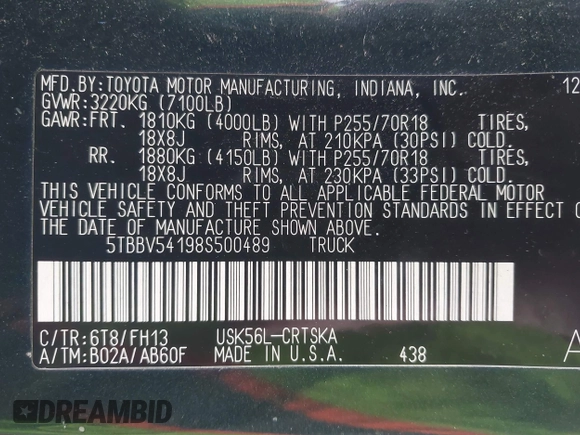 MFD.BY:TOYOTA MOTOR MANUFACTURING, INDIANA, INC. 12
GVWR:3220KG (7100LB)
GAWR:FRT. 1810KG (4000LB) WITH P255/70R18 TIRES,
18X8J RIMS, AT 210KPA (30PSI) COLD.
RR. 1880KG (4150LB) WITH P255/70R18 TIRES,
18X8J RIMS, AT 230KPA (33PSI) COLD.
THIS VEHICLE CONFORMS TO ALL APPLICABLE FEDERAL MOTOR
VEHICLE SAFETY AND THEFT PREVENTION STANDARDS IN EFFECT O
THE DATE OF MANUFACTURE SHOWN ABOVE.
5TBBV54198S500489 TRUCK
C/TR:6T8/FH13 USK56L-CRTSKA
A/TM:B02A/AB60F MADE IN U.S.A. 438 A
DREAMBID